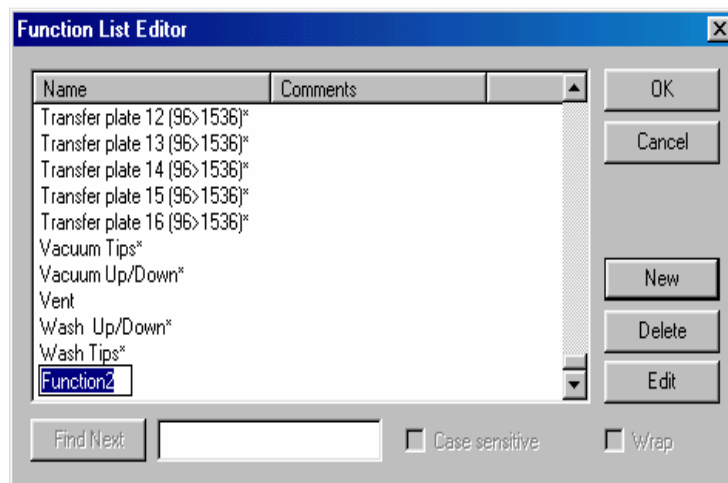 Function List Editor
Name Comments
Transfer plate 12 (96>1536)*
Transfer plate 13 (96>1536)*
Transfer plate 14 (96>1536)*
Transfer plate 15 (96>1536)*
Transfer plate 16 (96>1536)*
Vacuum Tips*
Vacuum Up/Down*
Vent
Wash Up/Down*
Wash Tips*
Function2
OK
Cancel
New
Delete
Edit
Find Next Case sensitive Wrap